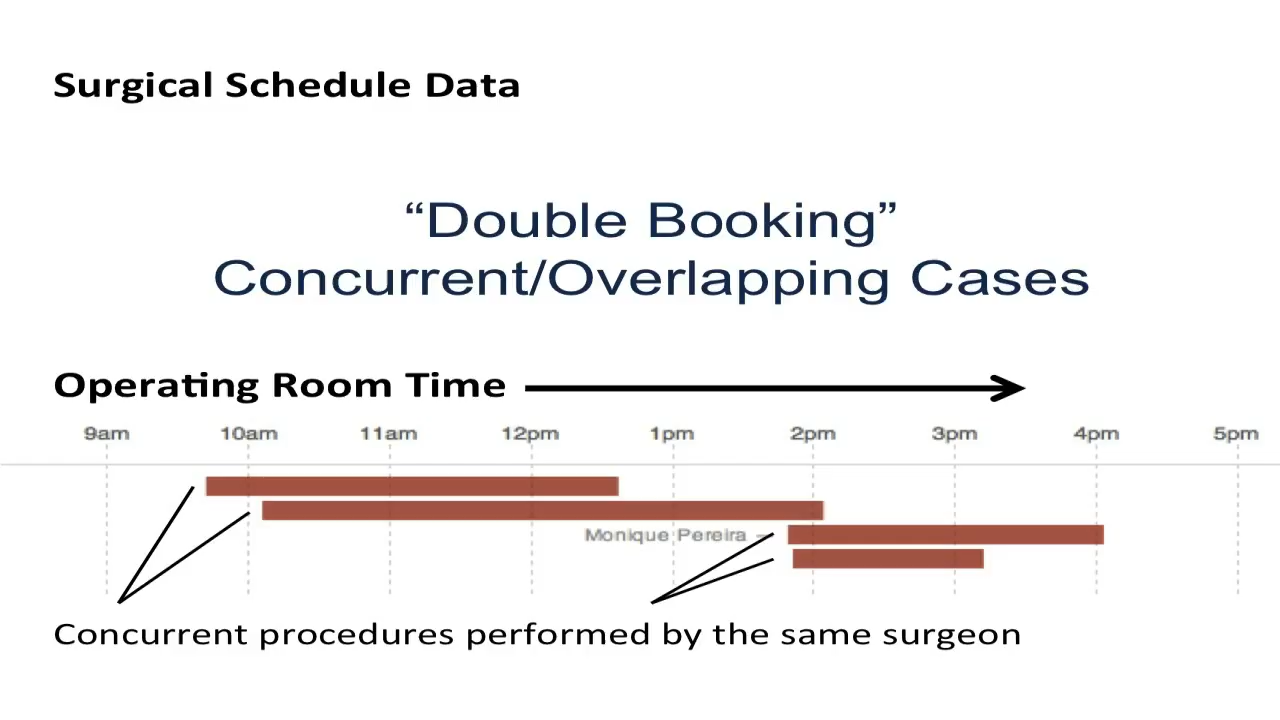 Surgical Schedule Data
“Double Booking”
Concurrent/Overlapping Cases
Operating Room Time
9am 10am 11am 12pm 1pm 2pm 3pm 4pm 5pm
Monique Pereira
Concurrent procedures performed by the same surgeon